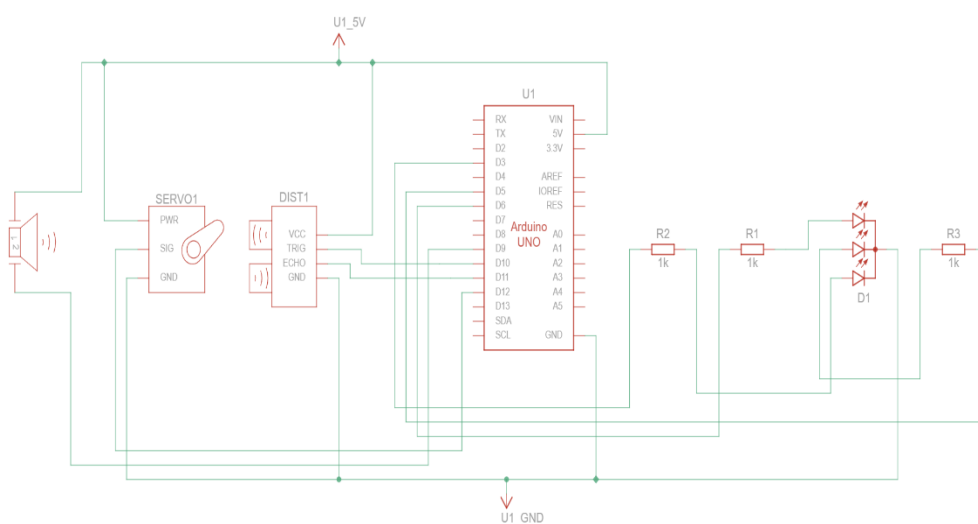 U1_5V
U1
RX
TX
D2
D3
D4
D5
D6
D7
D8
D9
D10
D11
D12
D13
SDA
SCL
VIN
5V
3.3V
AREF
IOREF
RES
A0
A1
A2
A3
A4
A5
GND
Arduino
UNO
SERVO1
PWR
SIG
GND
DIST1
VCC
TRIG
ECHO
GND
1 2
R2
1k
R1
1k
D1
R3
1k
U1_GND